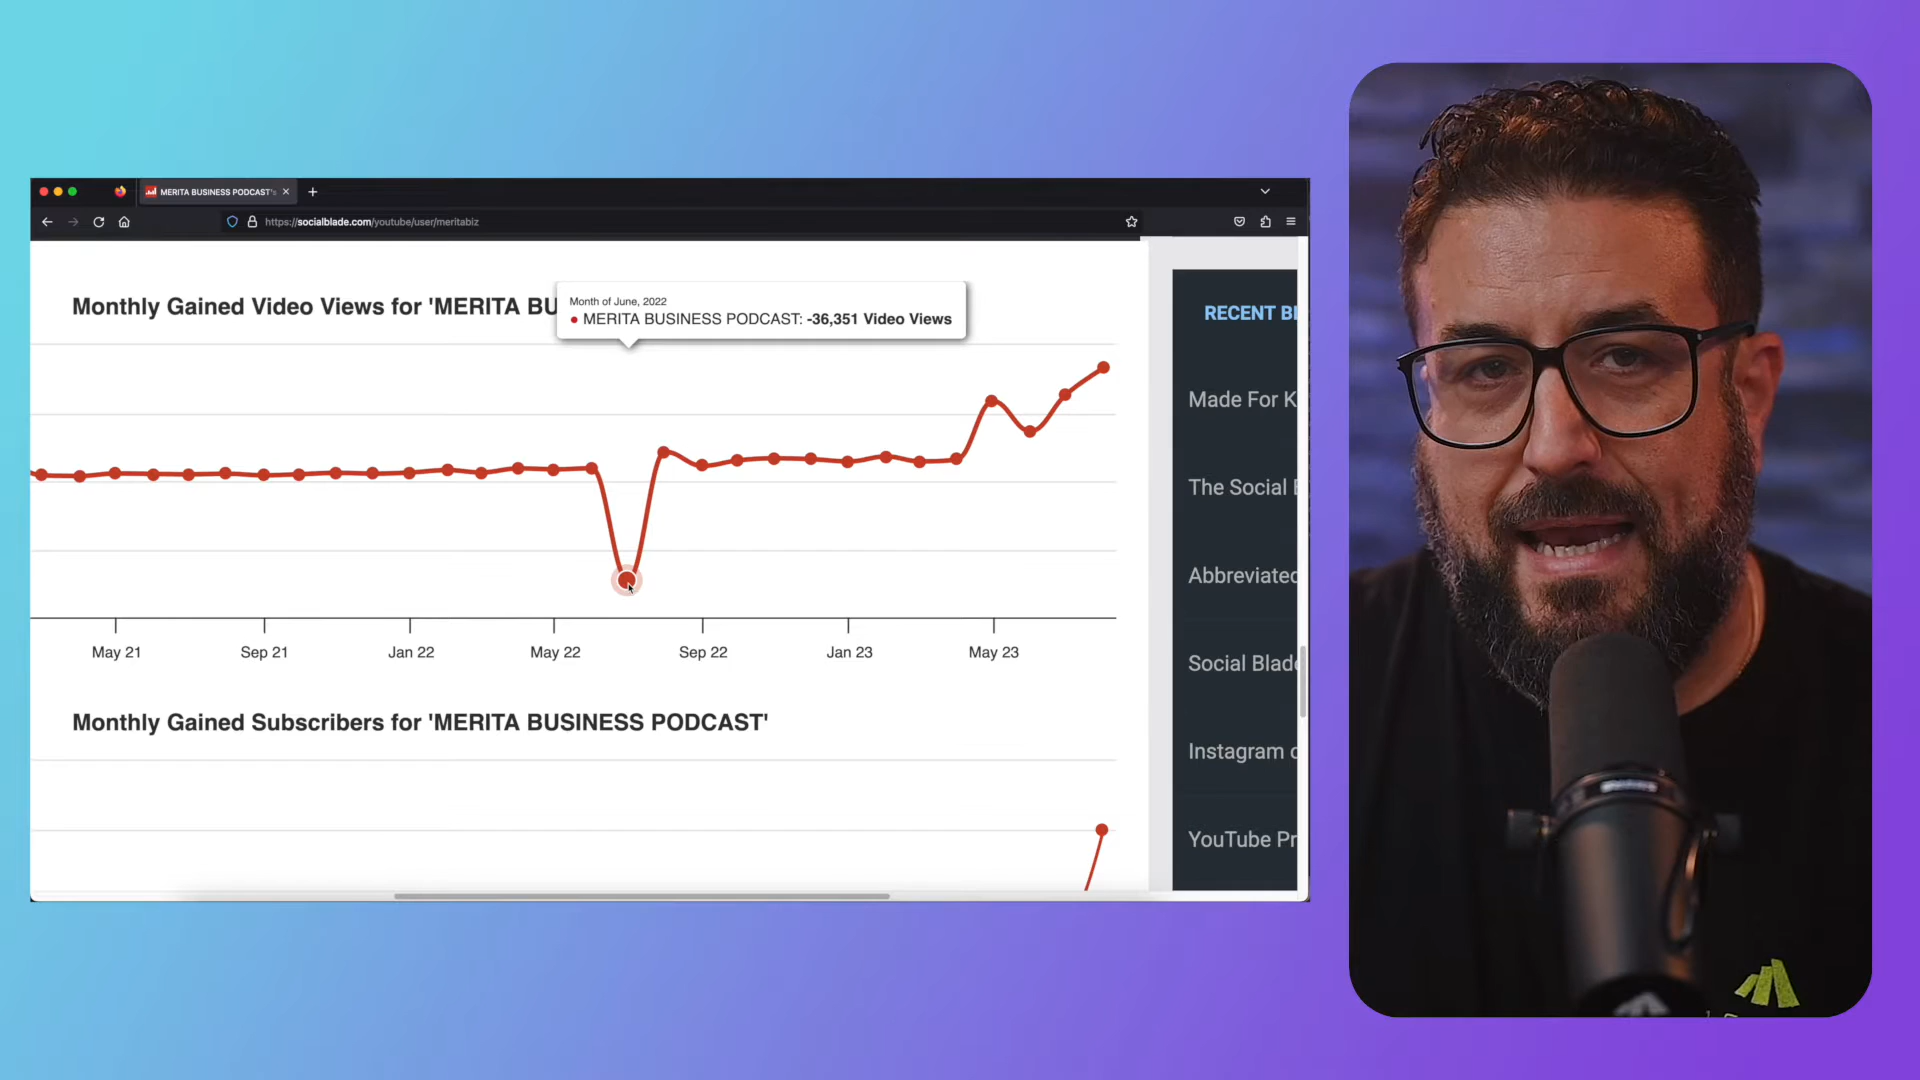 MERITA BUSINESS PODCAST's
https://socialblade.com/youtube/user/meritabiz
Monthly Gained Video Views for 'MERITA BU
Month of June, 2022
MERITA BUSINESS PODCAST: -36,351 Video Views
May 21
Sep 21
Jan 22
May 22
Sep 22
Jan 23
May 23
Monthly Gained Subscribers for 'MERITA BUSINESS PODCAST'
RECENT
Made For K
The Social
Abbreviated
Social Blade
Instagram
YouTube Pr